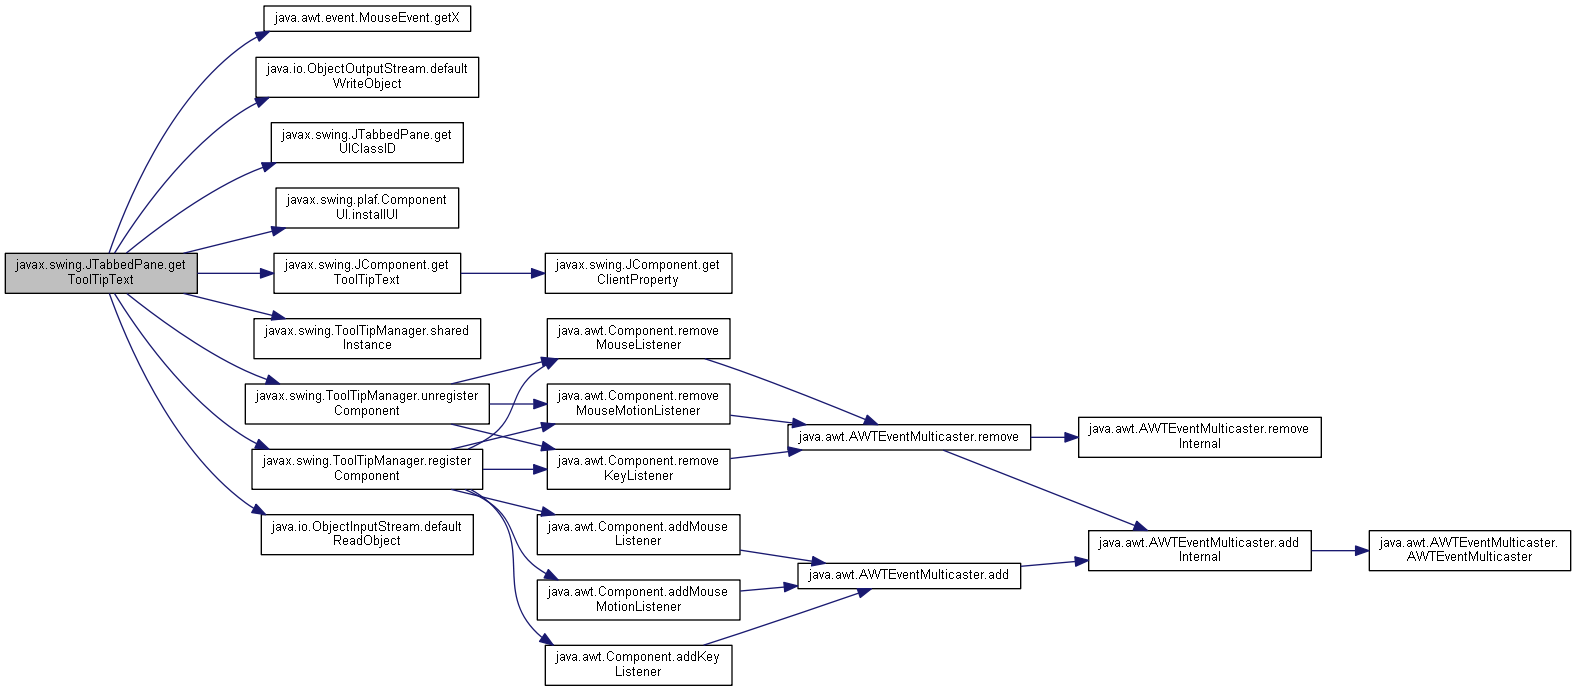 java.awt.event.MouseEvent.getX
java.io.ObjectOutputStream.default
WriteObject
javax.swing.JTabbedPane.get
UIClassID
javax.swing.plaf.Component
UI.installUI
javax.swing.JTabbedPane.get
ToolTipText
javax.swing.JComponent.get
ToolTipText
javax.swing.JComponent.get
ClientProperty
javax.swing.ToolTipManager.shared
Instance
java.awt.Component.remove
MouseListener
javax.swing.ToolTipManager.unregister
Component
java.awt.Component.remove
MouseMotionListener
java.awt.AWTEventMulticaster.remove
java.awt.AWTEventMulticaster.remove
Internal
javax.swing.ToolTipManager.register
Component
java.awt.Component.remove
KeyListener
java.io.ObjectInputStream.default
ReadObject
java.awt.Component.addMouse
Listener
java.awt.AWTEventMulticaster.add
Internal
java.awt.AWTEventMulticaster.
AWTEventMulticaster
java.awt.AWTEventMulticaster.add
java.awt.Component.addMouse
MotionListener
java.awt.Component.addKey
Listener